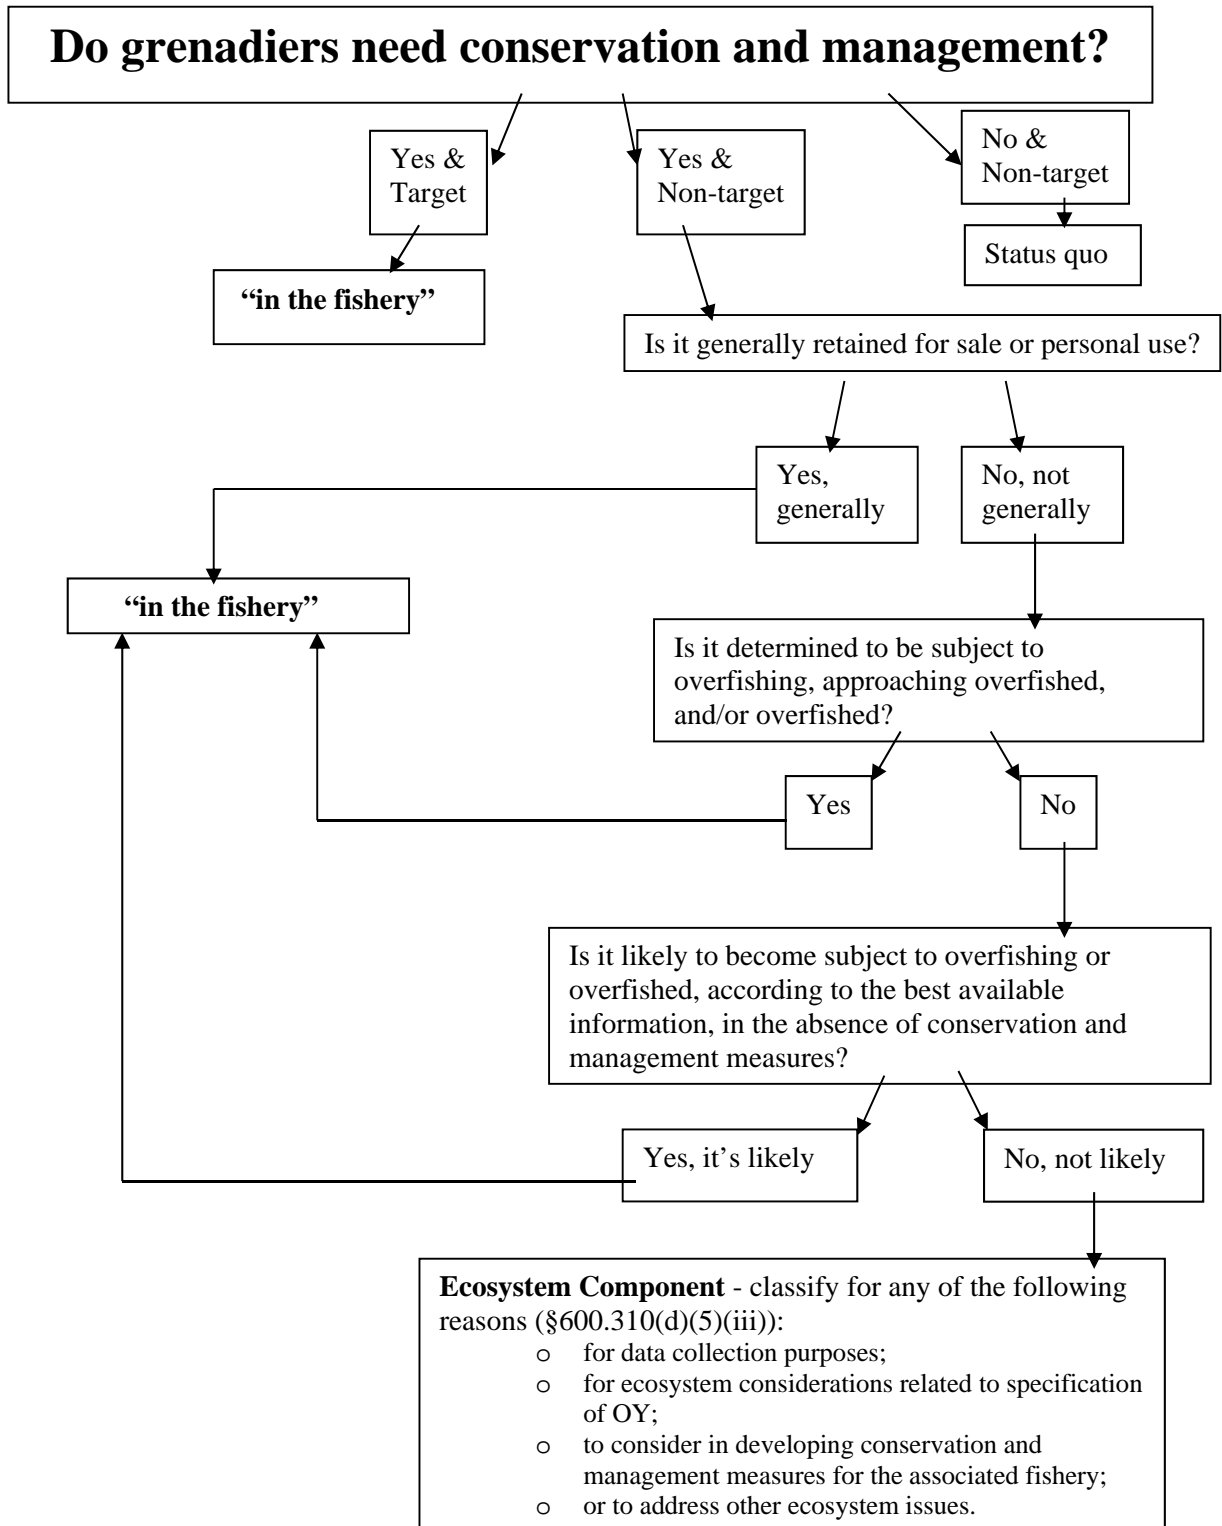 Do grenadiers need conservation and management?
Yes &
Target
Yes &
Non-target
No &
Non-target
“in the fishery”
Status quo
Is it generally retained for sale or personal use?
Yes,
generally
No, not
generally
“in the fishery”
Is it determined to be subject to
overfishing, approaching overfished,
and/or overfished?
Yes
No
Is it likely to become subject to overfishing or
overfished, according to the best available
information, in the absence of conservation and
management measures?
Yes, it’s likely
No, not likely
Ecosystem Component - classify for any of the following
reasons (§600.310(d)(5)(iii)):
o for data collection purposes;
o for ecosystem considerations related to specification
of OY;
o to consider in developing conservation and
management measures for the associated fishery;
o or to address other ecosystem issues.